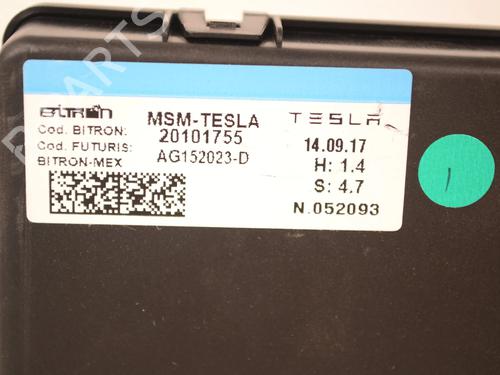 BITRON MSM-TESLA TESLA
Cod. BITRON: 20101755 14.09.17
Cod. FUTURIS: AG152023-D H: 1.4
BITRON-MEX S: 4.7
N.052093
PARTS